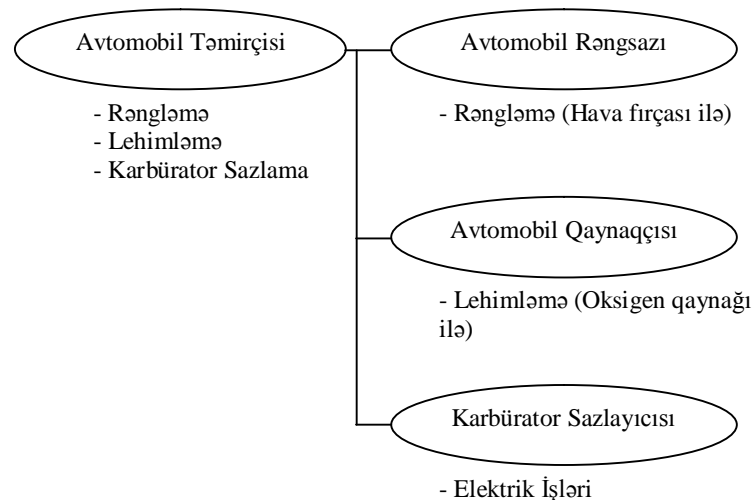 Avtomobil Təmirçisi
- Rəngləmə
- Lehimləmə
- Karbürator Sazlama
Avtomobil Rəngsazı
- Rəngləmə (Hava fırçası ilə)
Avtomobil Qaynaqçısı
- Lehimləmə (Oksigen qaynağı
ilə)
Karbürator Sazlayıcısı
- Elektrik İşləri